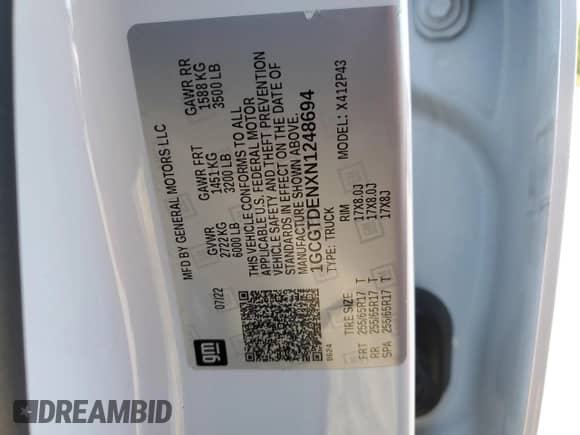 gm
MFD BY GENERAL MOTORS LLC
07/22
GVWR GAWR FRT GAWR RR
2722 KG 1451 KG 1588 KG
6000 LB 3200 LB 3500 LB
THIS VEHICLE CONFORMS TO ALL
APPLICABLE U.S. FEDERAL MOTOR
VEHICLE SAFETY AND THEFT PREVENTION
STANDARDS IN EFFECT ON THE DATE OF
MANUFACTURE SHOWN ABOVE.
1GCGTDENXN1248694
TYPE: TRUCK MODEL: X412P43
0624
TIRE SIZE RIM
FRT 255/65R17 T 17X8.0J
RR 255/65R17 T 17X8.0J
SPA 255/65R17 T 17X8J
DREAMBID